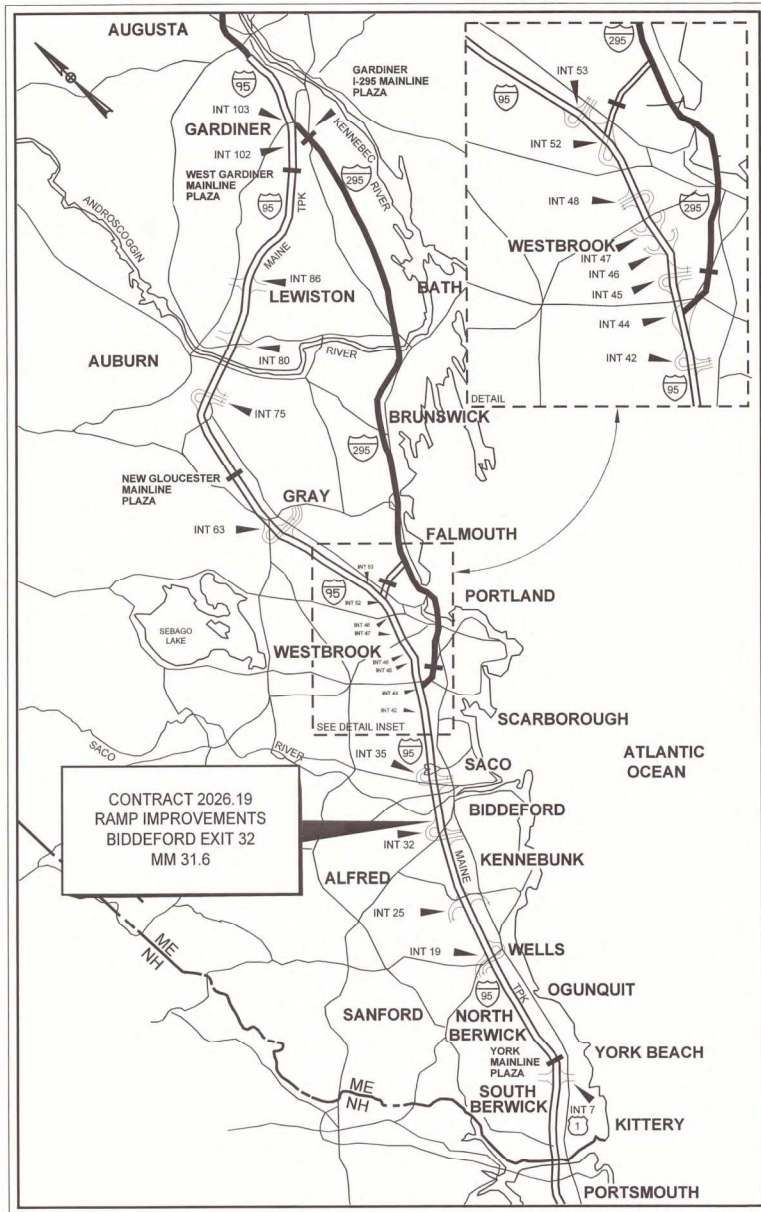 AUGUSTA
95
295
GARDINER
I-295 MAINLINE
PLAZA
INT 103
GARDINER
INT 102
KENNEBEC
RIVER
WEST GARDINER
MAINLINE
PLAZA
295
95
TPK
MAINE
ANDROSCOGGIN
RIVER
INT 86
LEWISTON
BATH
AUBURN
INT 80
RIVER
INT 75
BRUNSWICK
295
NEW GLOUCESTER
MAINLINE
PLAZA
GRAY
INT 63
FALMOUTH
295
INT 53
95
INT 52
INT 48
295
WESTBROOK
INT 47
INT 46
INT 45
INT 44
INT 42
95
DETAIL
INT 53
95
INT 52
PORTLAND
SEBAGO
LAKE
INT 48
INT 47
WESTBROOK
INT 46
INT 45
INT 44
INT 42
SEE DETAIL INSET
SCARBOROUGH
SACO
RIVER
95
INT 35
SACO
ATLANTIC
OCEAN
CONTRACT 2026.19
RAMP IMPROVEMENTS
BIDDEFORD EXIT 32
MM 31.6
BIDDEFORD
INT 32
MAINE
KENNEBUNK
ALFRED
INT 25
ME
NH
INT 19
WELLS
95
TPK
OGUNQUIT
SANFORD
NORTH
BERWICK
YORK
MAINLINE
PLAZA
YORK BEACH
ME
NH
SOUTH
BERWICK
INT 7
1
KITTERY
PORTSMOUTH